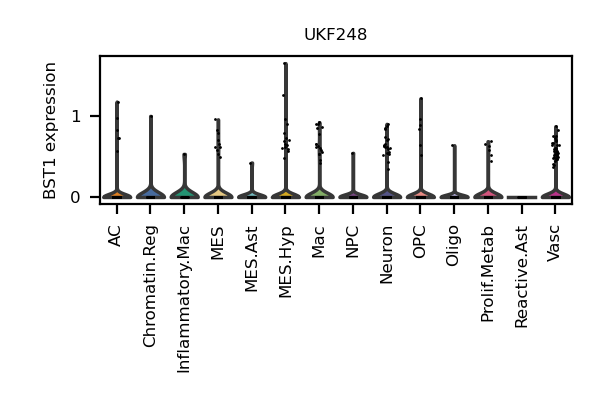 UKF248
BST1 expression
1
0
AC
Chromatin.Reg
Inflammatory.Mac
MES
MES.Ast
MES.Hyp
Mac
NPC
Neuron
OPC
Oligo
Prolif.Metab
Reactive.Ast
Vasc